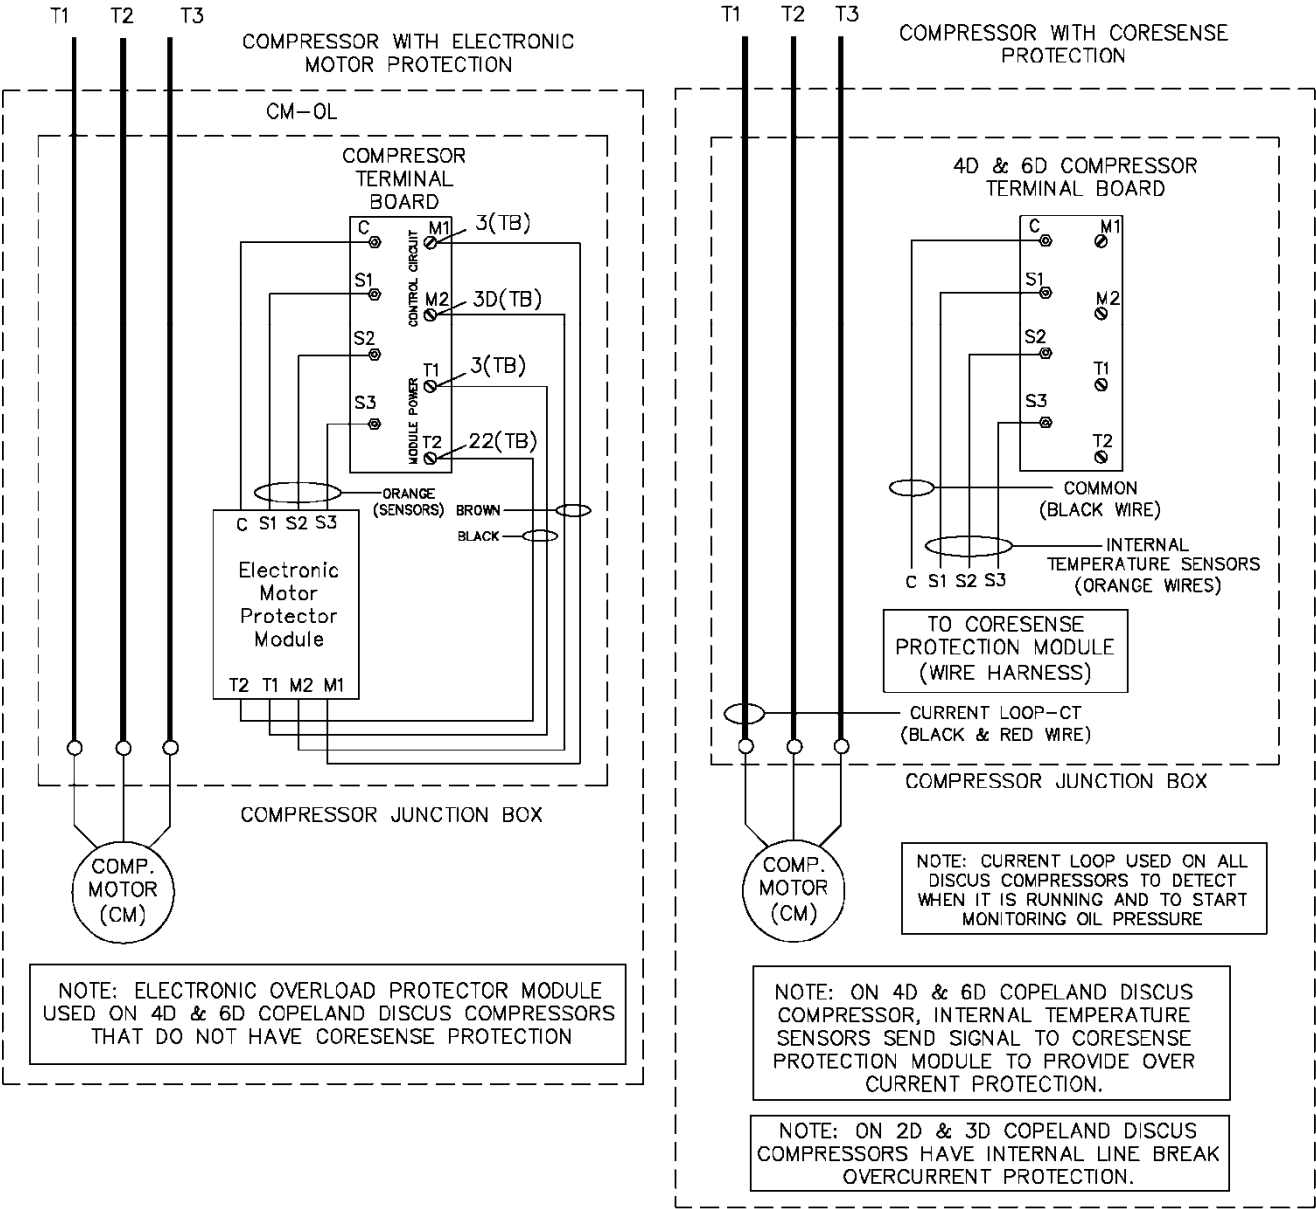 T1 T2 T3
COMPRESSOR WITH ELECTRONIC
MOTOR PROTECTION
CM-OL
COMPRESOR
TERMINAL
BOARD
C
M1
3(TB)
S1
CONTROL CIRCUIT
M2
3D(TB)
S2
T1
3(TB)
S3
MODULE POWER
T2
22(TB)
ORANGE
(SENSORS)
BROWN
BLACK
C S1 S2 S3
Electronic
Motor
Protector
Module
T2 T1 M2 M1
COMPRESSOR JUNCTION BOX
COMP.
MOTOR
(CM)
NOTE: ELECTRONIC OVERLOAD PROTECTOR MODULE
USED ON 4D & 6D COPELAND DISCUS COMPRESSORS
THAT DO NOT HAVE CORESENSE PROTECTION
T1 T2 T3
COMPRESSOR WITH CORESENSE
PROTECTION
4D & 6D COMPRESSOR
TERMINAL BOARD
C
M1
S1
M2
S2
T1
S3
T2
COMMON
(BLACK WIRE)
INTERNAL
TEMPERATURE SENSORS
(ORANGE WIRES)
C S1 S2 S3
TO CORESENSE
PROTECTION MODULE
(WIRE HARNESS)
CURRENT LOOP-CT
(BLACK & RED WIRE)
COMPRESSOR JUNCTION BOX
COMP.
MOTOR
(CM)
NOTE: CURRENT LOOP USED ON ALL
DISCUS COMPRESSORS TO DETECT
WHEN IT IS RUNNING AND TO START
MONITORING OIL PRESSURE
NOTE: ON 4D & 6D COPELAND DISCUS
COMPRESSOR, INTERNAL TEMPERATURE
SENSORS SEND SIGNAL TO CORESENSE
PROTECTION MODULE TO PROVIDE OVER
CURRENT PROTECTION.
NOTE: ON 2D & 3D COPELAND DISCUS
COMPRESSORS HAVE INTERNAL LINE BREAK
OVERCURRENT PROTECTION.